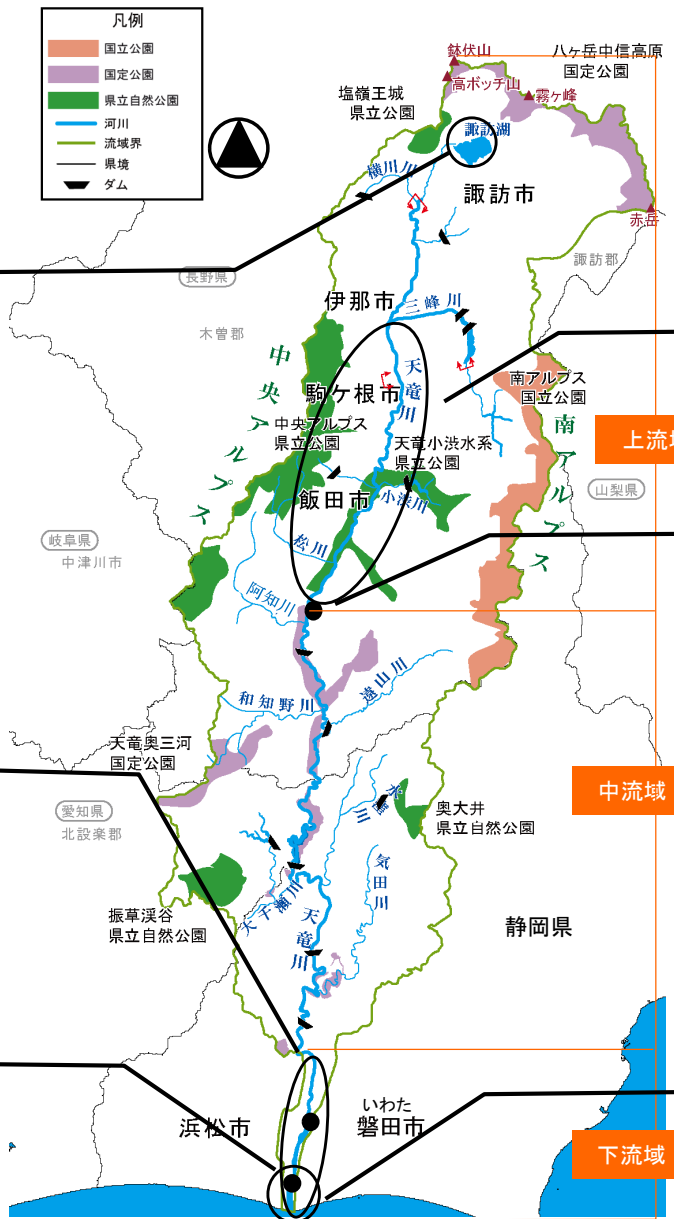 凡例
国立公園
国定公園
県立自然公園
河川
流域界
県境
ダム
鉢伏山
高ボッチ山
八ヶ岳中信高原
国定公園
霧ヶ峰
塩嶺王城
県立公園
諏訪湖
横川川
諏訪市
赤岳
諏訪郡
長野県
伊那市
三峰川
木曽郡
中央アルプス
天竜川
駒ケ根市
南アルプス
国立公園
中央アルプス
県立公園
天竜小渋水系
県立公園
南アルプス
上流域
飯田市
小渋川
山梨県
岐阜県
中津川市
松川
阿知川
遠山川
和知野川
天竜奥三河
国定公園
中流域
愛知県
北設楽郡
水窪川
奥大井
県立自然公園
気田川
大千瀬川
天竜川
振草渓谷
県立自然公園
静岡県
浜松市
いわた
磐田市
下流域